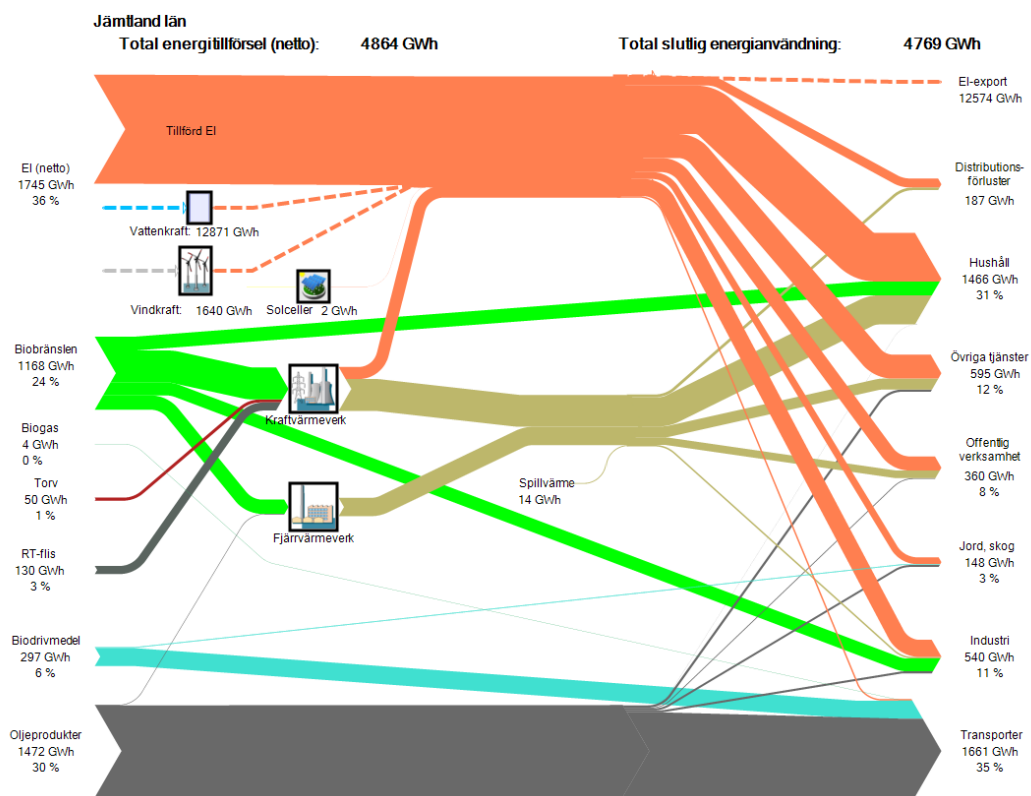 Jämtland län
Total energitillförsel (netto): 4864 GWh
Total slutlig energianvändning: 4769 GWh
Tillförd El
El (netto)
1745 GWh
36 %
Vattenkraft: 12871 GWh
Vindkraft: 1640 GWh
Solceller 2 GWh
Biobränslen
1168 GWh
24 %
Kraftvärmeverk
Biogas
4 GWh
0 %
Torv
50 GWh
1 %
Spillvärme
14 GWh
Fjärrvärmeverk
RT-flis
130 GWh
3 %
Biodrivmedel
297 GWh
6 %
Oljeprodukter
1472 GWh
30 %
El-export
12574 GWh
Distributions-
förluster
187 GWh
Hushåll
1466 GWh
31 %
Övriga tjänster
595 GWh
12 %
Offentlig
verksamhet
360 GWh
8 %
Jord, skog
148 GWh
3 %
Industri
540 GWh
11 %
Transporter
1661 GWh
35 %